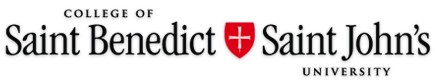 COLLEGE OF
Saint Benedict Saint John's
UNIVERSITY